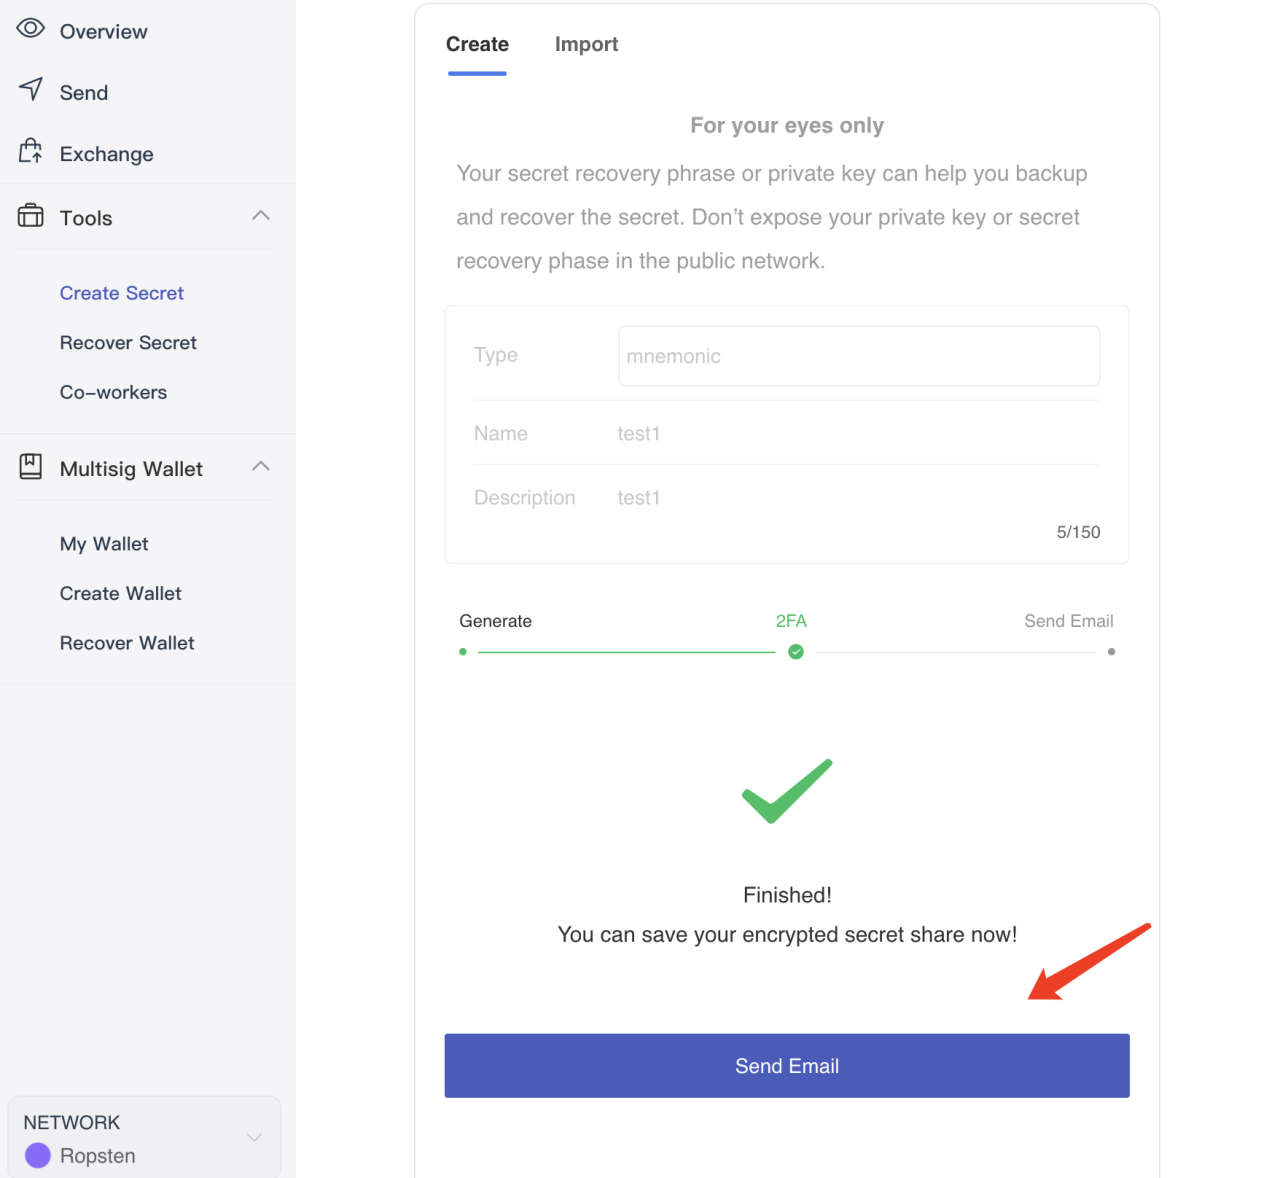 Overview
Send
Exchange
Tools
Create Secret
Recover Secret
Co-workers
Multisig Wallet
My Wallet
Create Wallet
Recover Wallet
NETWORK
Ropsten
Create Import
For your eyes only
Your secret recovery phrase or private key can help you backup
and recover the secret. Don’t expose your private key or secret
recovery phase in the public network.
Type mnemonic
Name test1
Description test1
5/150
Generate 2FA Send Email
Finished!
You can save your encrypted secret share now!
Send Email